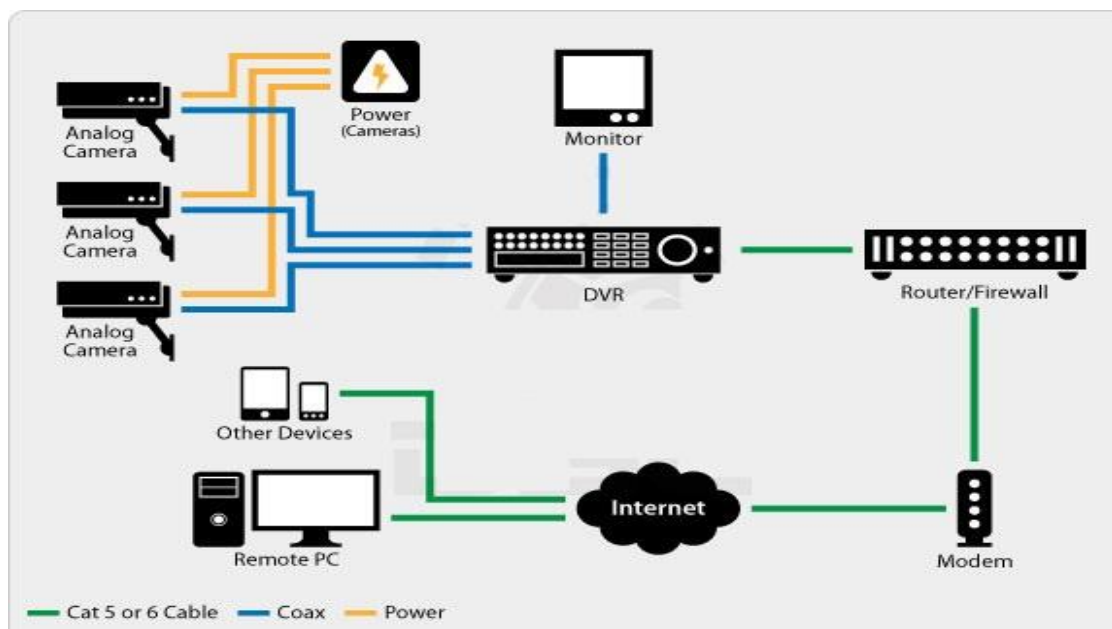 Analog
Camera
Power
(Cameras)
Monitor
Analog
Camera
DVR
Router/Firewall
Analog
Camera
Other Devices
Internet
Remote PC
Modem
Cat 5 or 6 Cable
Coax
Power